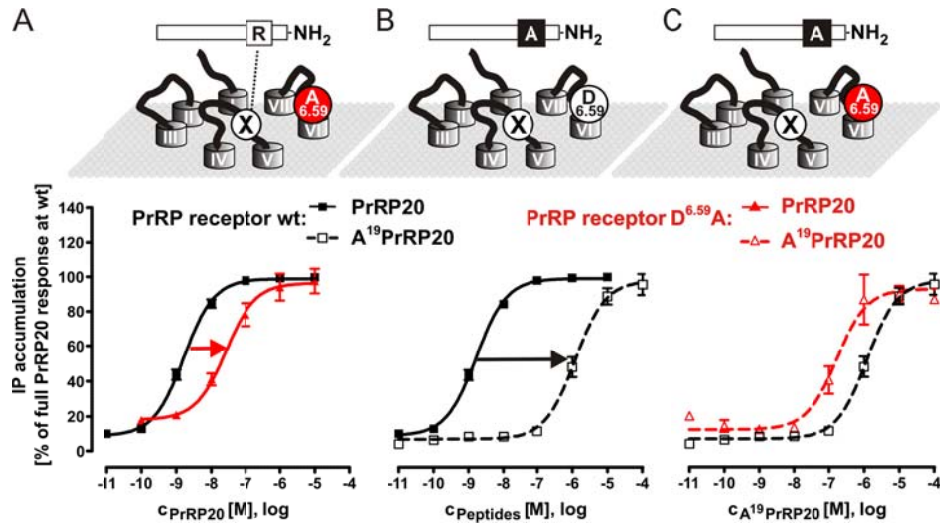 A
R -NH2
VII A 6.59
II I X VI
III IV V
B
A -NH2
VII D 6.59
II I X VI
III IV V
C
A -NH2
VII A 6.59
II I X VI
III IV V
PrRP receptor wt: PrRP20
A¹⁹PrRP20
PrRP receptor D⁶·⁵⁹A: PrRP20
A¹⁹PrRP20
IP accumulation
[% of full PrRP20 response at wt]
140
120
100
80
60
40
20
0
-11 -10 -9 -8 -7 -6 -5 -4
-11 -10 -9 -8 -7 -6 -5 -4
-11 -10 -9 -8 -7 -6 -5 -4
cPrRP20 [M], log
cPeptides [M], log
cA¹⁹PrRP20 [M], log